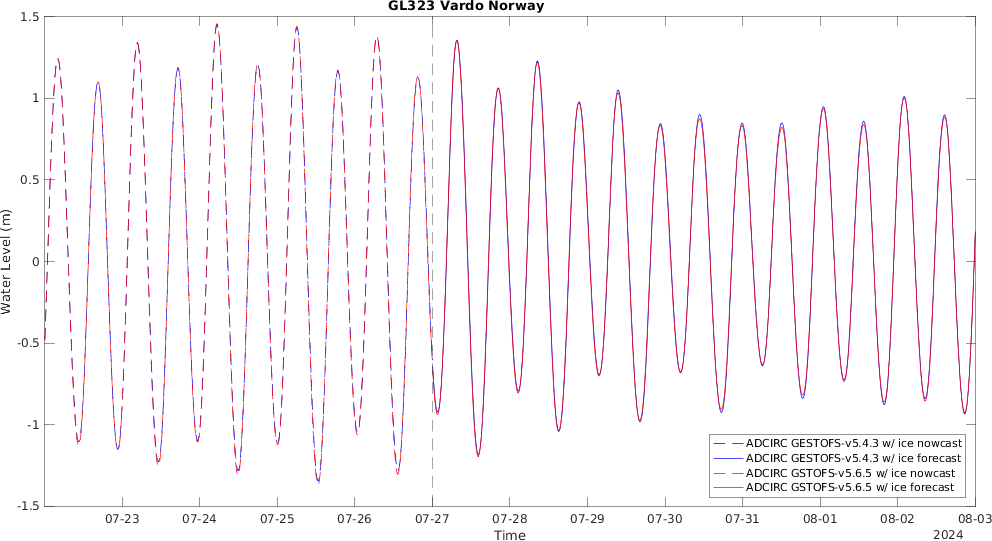 GL323 Vardo Norway
1.5
1
0.5
0
-0.5
-1
-1.5
Water Level (m)
ADCIRC GESTOFS-v5.4.3 w/ ice nowcast
ADCIRC GESTOFS-v5.4.3 w/ ice forecast
ADCIRC GSTOFS-v5.6.5 w/ ice nowcast
ADCIRC GSTOFS-v5.6.5 w/ ice forecast
07-23 07-24 07-25 07-26 07-27 07-28 07-29 07-30 07-31 08-01 08-02 08-03
Time
2024